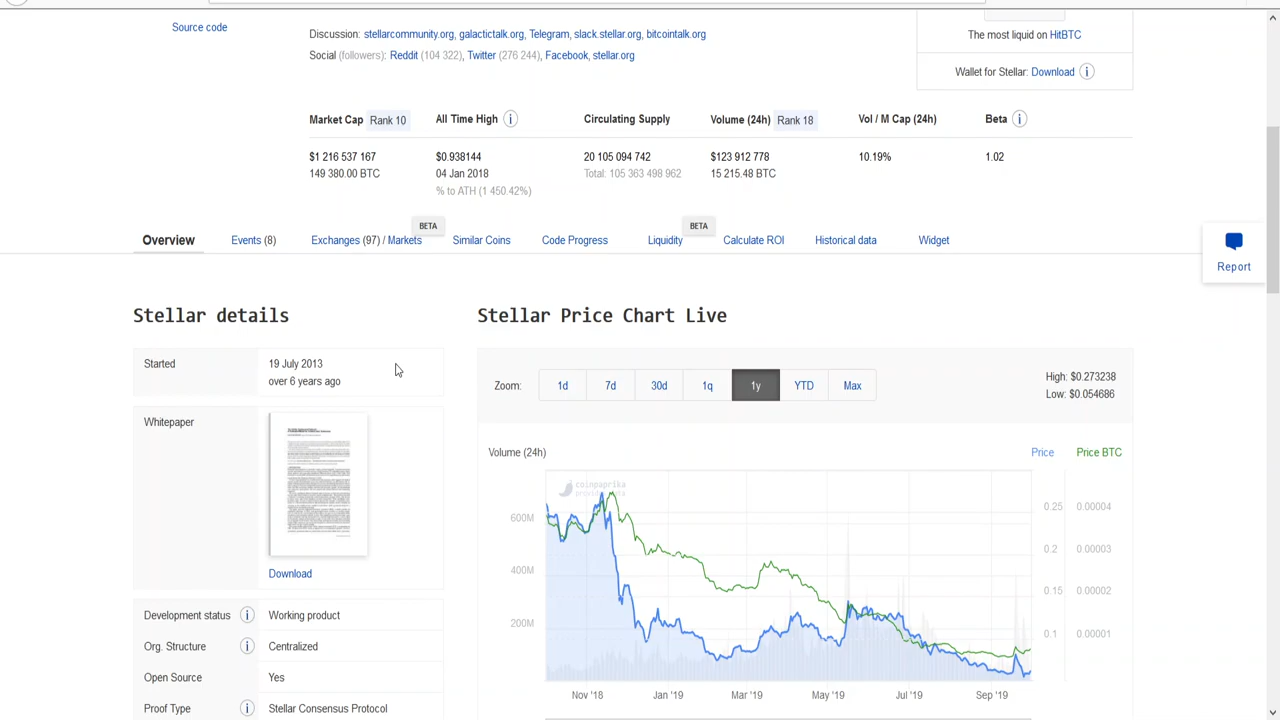 Source code
Discussion: stellarcommunity.org, galactictalk.org, Telegram, slack.stellar.org, bitcointalk.org
Social (followers): Reddit (104 322), Twitter (276 244), Facebook, stellar.org
The most liquid on HitBTC
Wallet for Stellar: Download
Market Cap Rank 10 All Time High Circulating Supply Volume (24h) Rank 18 Vol / M Cap (24h) Beta
$1 216 537 167 $0.938144 20 105 094 742 $123 912 778 10.19% 1.02
149 380.00 BTC 04 Jan 2018 Total: 105 363 498 962 15 215.48 BTC
% to ATH (1 450.42%)
BETA BETA
Overview Events (8) Exchanges (97) / Markets Similar Coins Code Progress Liquidity Calculate ROI Historical data Widget
Report
Stellar details
Started 19 July 2013
over 6 years ago
Whitepaper
Download
Development status Working product
Org. Structure Centralized
Open Source Yes
Proof Type Stellar Consensus Protocol
Stellar Price Chart Live
Zoom: 1d 7d 30d 1q 1y YTD Max
High: $0.273238
Low: $0.054686
Volume (24h) Price Price BTC
coinpaprika
600M 0.25 0.00004
0.2 0.00003
400M
0.15 0.00002
200M
0.1 0.00001
Nov '18 Jan '19 Mar '19 May '19 Jul '19 Sep '19